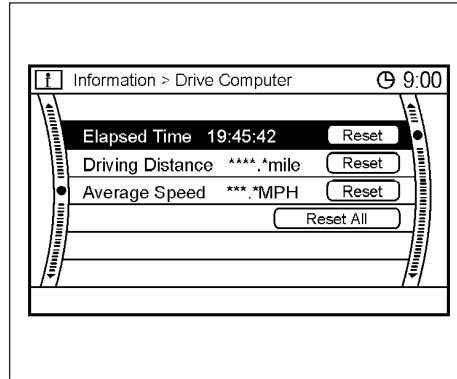 i Information > Drive Computer 9:00
Elapsed Time 19:45:42 Reset
Driving Distance ****.*mile Reset
Average Speed ***.*MPH Reset
Reset All